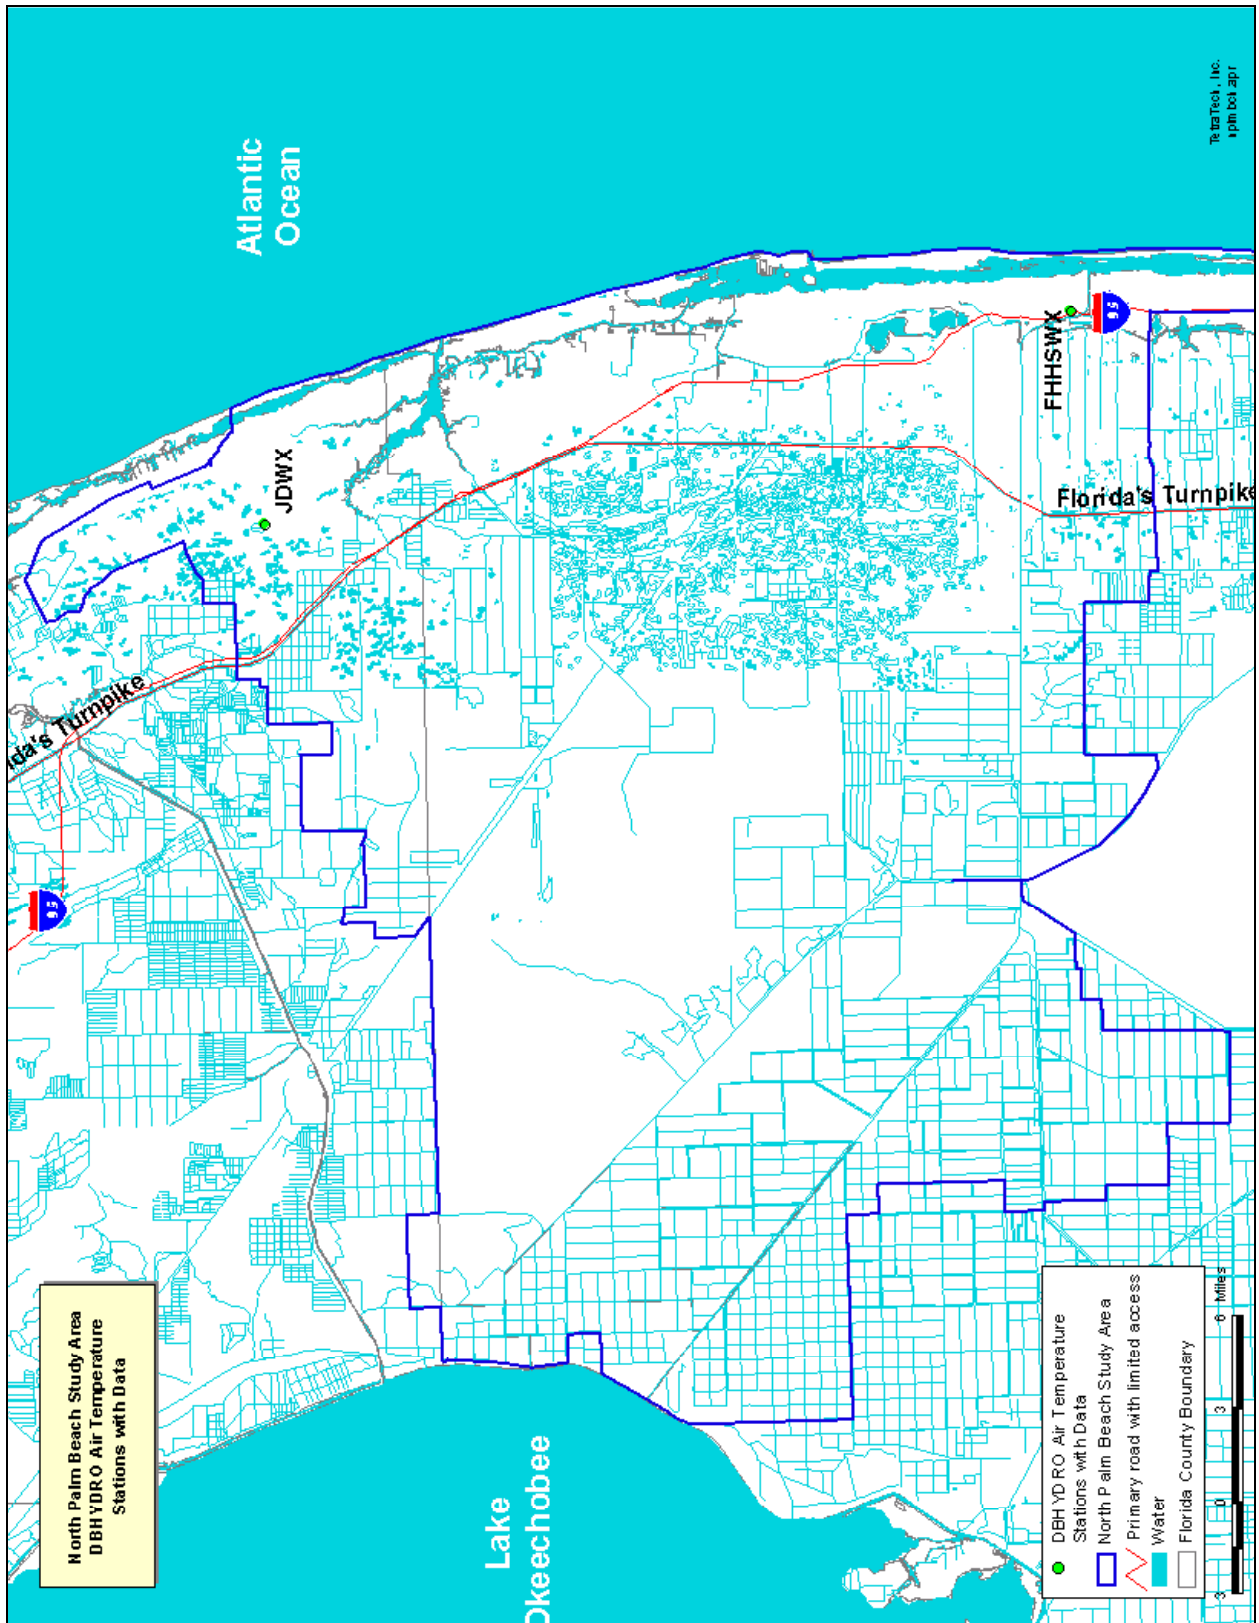 North Palm Beach Study Area
DBHYDRO Air Temperature
Stations with Data
Atlantic
Ocean
JDWX
FHHSWX
95
Florida's Turnpike
ida's Turnpike
95
Lake
Okeechobee
DBHYDRO Air Temperature
Stations with Data
North Palm Beach Study Area
Primary road with limited access
Water
Florida County Boundary
3 0 3 6 Miles
TetraTech, Inc.